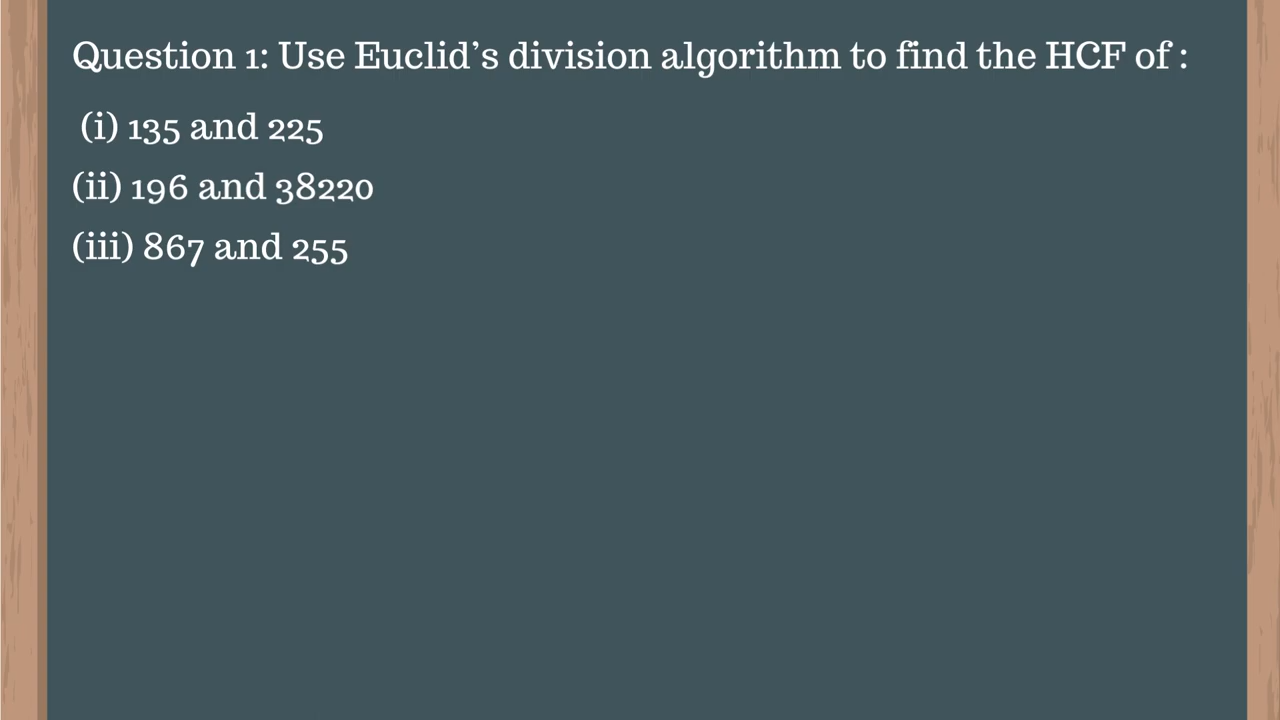 Question 1: Use Euclid’s division algorithm to find the HCF of :
(i) 135 and 225
(ii) 196 and 38220
(iii) 867 and 255